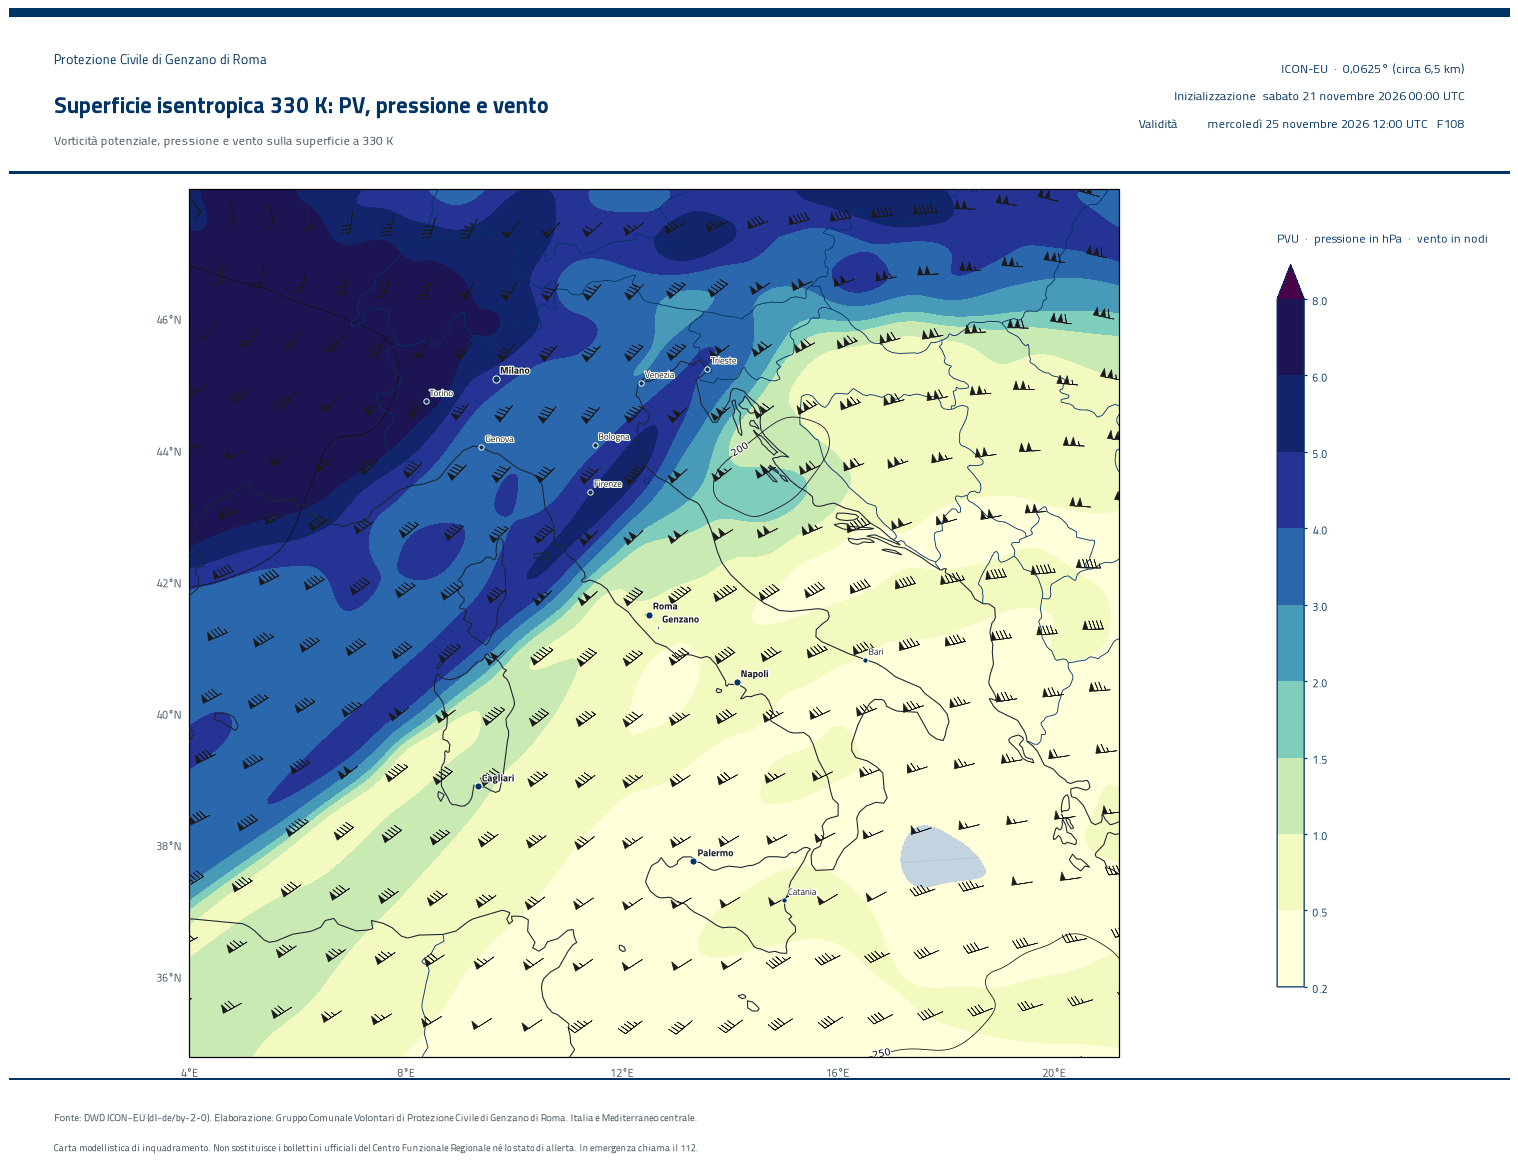 Protezione Civile di Genzano di Roma
Superficie isentropica 330 K: PV, pressione e vento
Vorticità potenziale, pressione e vento sulla superficie a 330 K
ICON-EU · 0,0625° (circa 6,5 km)
Inizializzazione sabato 21 novembre 2026 00:00 UTC
Validità mercoledì 25 novembre 2026 12:00 UTC F108
PVU · pressione in hPa · vento in nodi
8.0
6.0
5.0
4.0
3.0
2.0
1.5
1.0
0.5
0.2
46°N
44°N
42°N
40°N
38°N
36°N
4°E
8°E
12°E
16°E
20°E
Trieste
Milano
Venezia
Torino
Genova
Bologna
200
Firenze
Roma
Genzano
Bari
Napoli
Cagliari
Palermo
Catania
250
Fonte: DWD ICON-EU (dl-de/by-2-0). Elaborazione: Gruppo Comunale Volontari di Protezione Civile di Genzano di Roma. Italia e Mediterraneo centrale.
Carta modellistica di inquadramento. Non sostituisce i bollettini ufficiali del Centro Funzionale Regionale né lo stato di allerta. In emergenza chiama il 112.